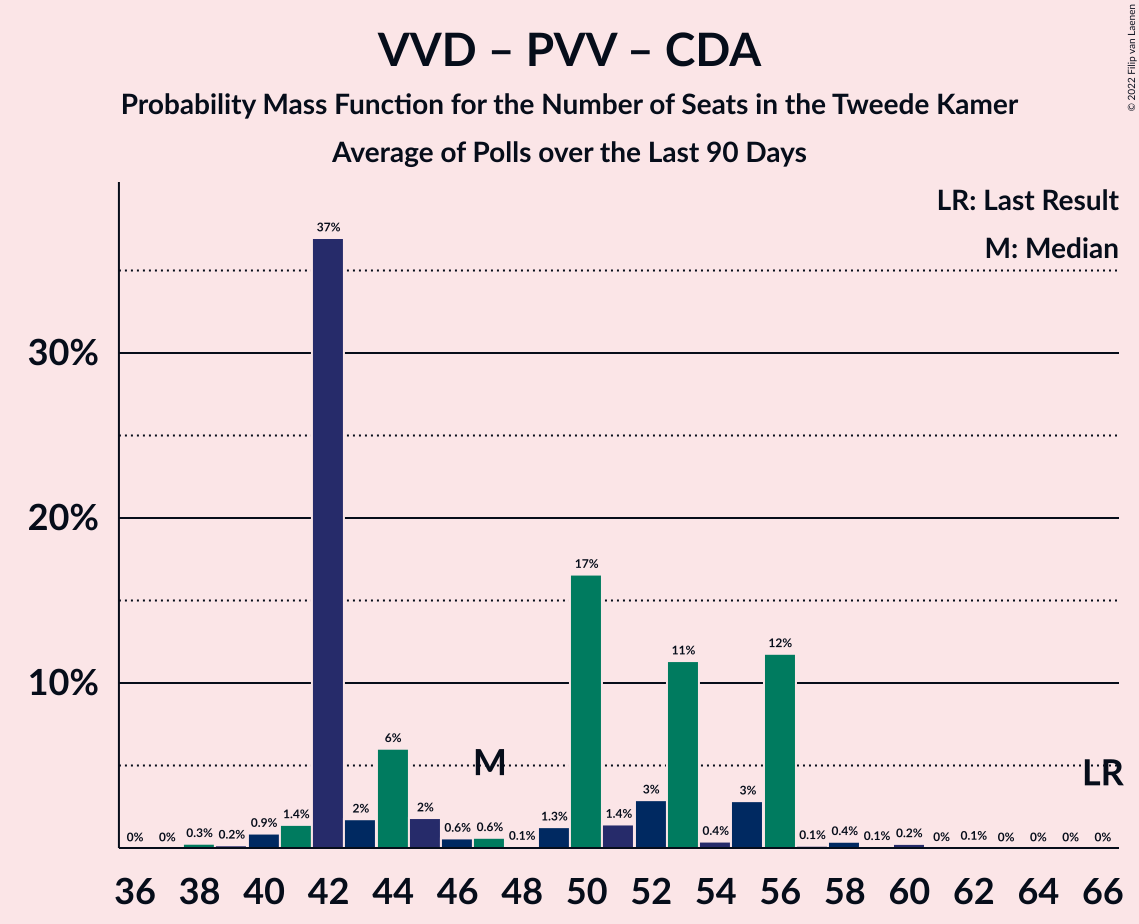 VVD – PVV – CDA
Probability Mass Function for the Number of Seats in the Tweede Kamer
Average of Polls over the Last 90 Days
© 2022 Filip van Laenen
LR: Last Result
M: Median
30%
20%
10%
0% 0% 0.3% 0.2% 0.9% 1.4% 37% 2% 6% 2% 0.6% 0.6% 0.1% 1.3% 17% 1.4% 3% 11% 0.4% 3% 12% 0.1% 0.4% 0.1% 0.2% 0% 0.1% 0% 0% 0% 0%
M
LR
36 38 40 42 44 46 48 50 52 54 56 58 60 62 64 66